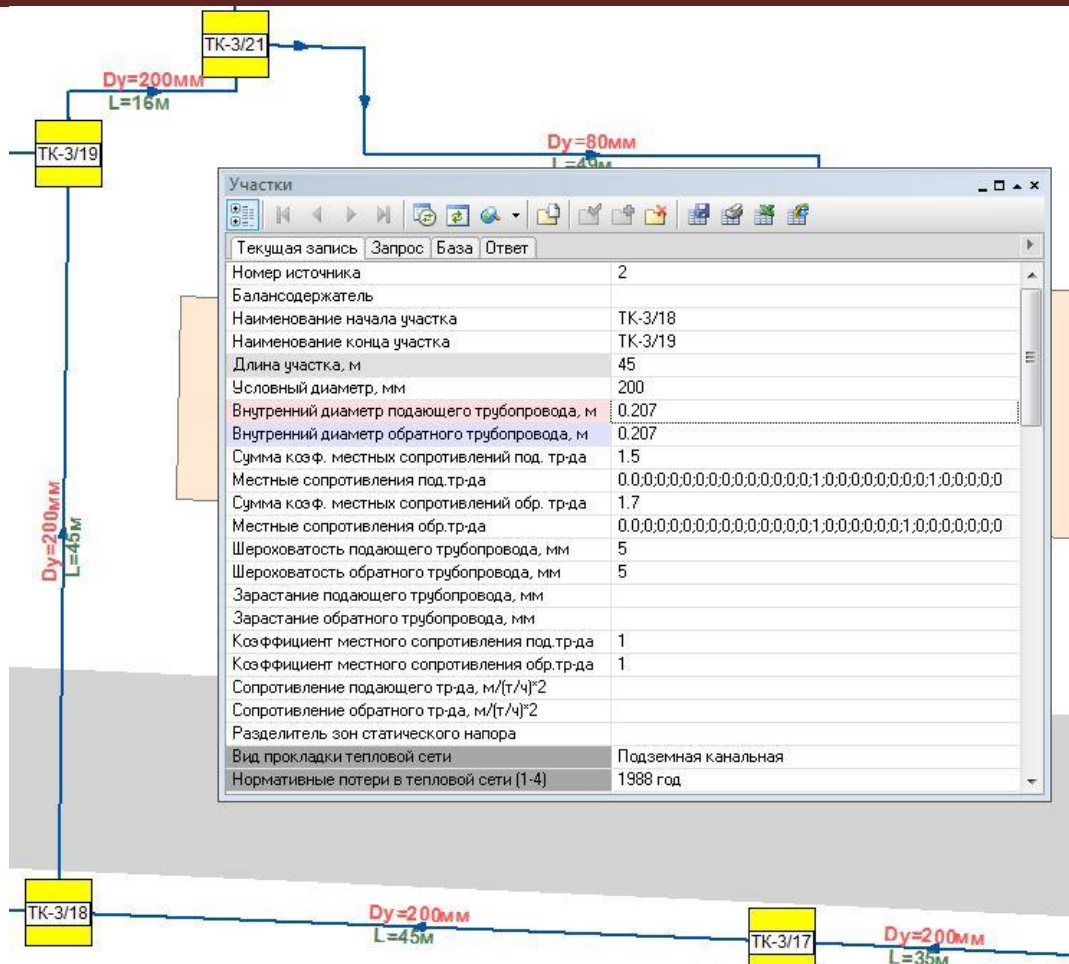 ТК-3/21
Dy=200мм
L=16м
ТК-3/19
Dy=80мм
L=49м
Участки
Текущая запись Запрос База Ответ
Номер источника 2
Балансодержатель
Наименование начала участка ТК-3/18
Наименование конца участка ТК-3/19
Длина участка, м 45
Условный диаметр, мм 200
Внутренний диаметр подающего трубопровода, м 0.207
Внутренний диаметр обратного трубопровода, м 0.207
Сумма коэф. местных сопротивлений под. тр-да 1.5
Местные сопротивления под.тр-да 0.0;0;0;0;0;0;0;0;0;0;0;0;0;0;1;0;0;0;0;0;0;0;0;1;0;0;0;0;0
Сумма коэф. местных сопротивлений обр. тр-да 1.7
Местные сопротивления обр.тр-да 0.0;0;0;0;0;0;0;0;0;0;0;0;0;0;1;0;0;0;0;0;0;1;0;0;0;0;0;0;0
Шероховатость подающего трубопровода, мм 5
Шероховатость обратного трубопровода, мм 5
Зарастание подающего трубопровода, мм
Зарастание обратного трубопровода, мм
Коэффициент местного сопротивления под.тр-да 1
Коэффициент местного сопротивления обр.тр-да 1
Сопротивление подающего тр-да, м/(т/ч)*2
Сопротивление обратного тр-да, м/(т/ч)*2
Разделитель зон статического напора
Вид прокладки тепловой сети Подземная канальная
Нормативные потери в тепловой сети (1-4) 1988 год
Dy=200мм
L=45м
ТК-3/18
Dy=200мм
L=45м
ТК-3/17
Dy=200мм
L=35м